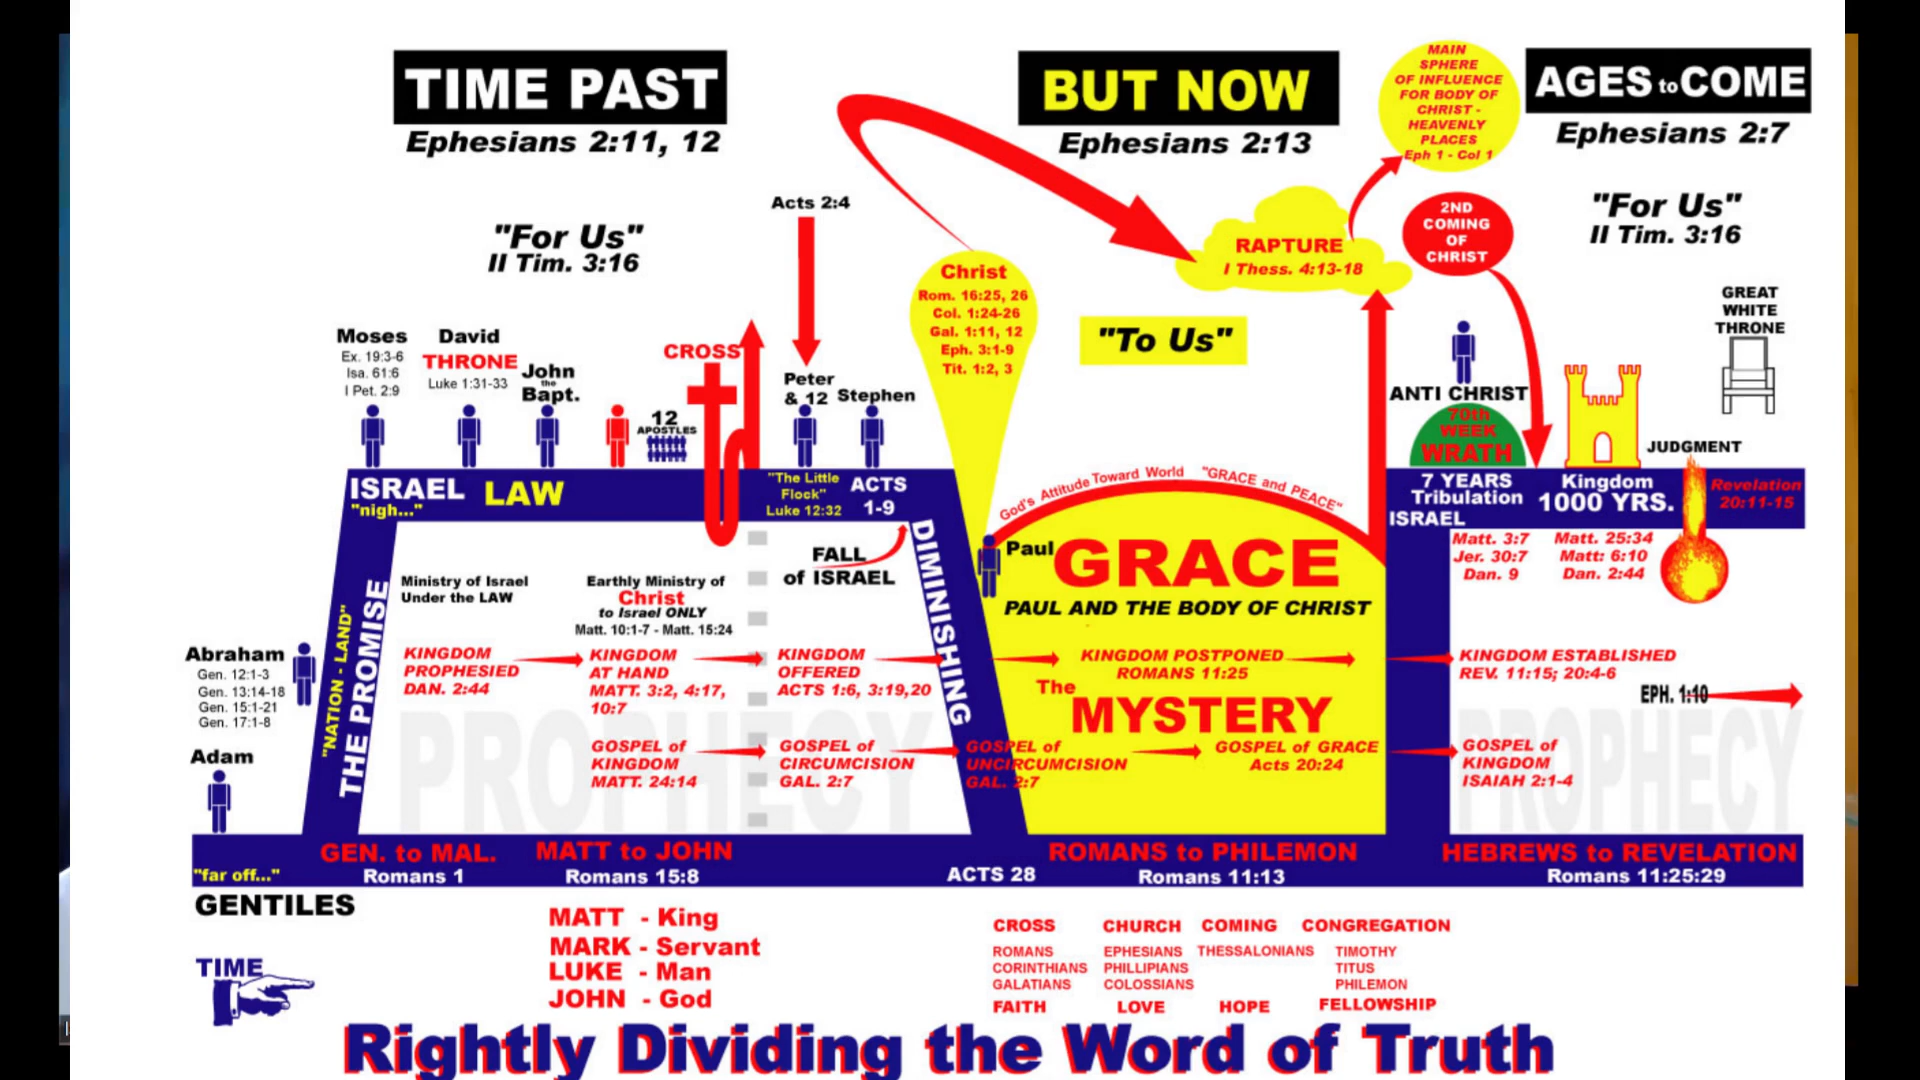 TIME PAST
Ephesians 2:11, 12
BUT NOW
Ephesians 2:13
MAIN
SPHERE
OF INFLUENCE
FOR BODY OF
CHRIST -
HEAVENLY
PLACES
Eph 1 - Col 1
AGES to COME
Ephesians 2:7
"For Us"
II Tim. 3:16
Acts 2:4
"For Us"
II Tim. 3:16
2ND
COMING
OF
CHRIST
RAPTURE
I Thess. 4:13-18
Christ
Rom. 16:25, 26
Col. 1:24-26
Gal. 1:11, 12
Eph. 3:1-9
Tit. 1:2, 3
"To Us"
GREAT
WHITE
THRONE
Moses
Ex. 19:3-6
Isa. 61:6
I Pet. 2:9
David
THRONE
Luke 1:31-33
John
the
Bapt.
12
APOSTLES
CROSS
Peter
& 12
Stephen
ANTI CHRIST
70th
WEEK
WRATH
JUDGMENT
ISRAEL LAW
"nigh..."
"The Little
Flock"
Luke 12:32
ACTS
1-9
God's Attitude Toward World "GRACE and PEACE"
7 YEARS
Tribulation
ISRAEL
Kingdom
1000 YRS.
Revelation
20:11-15
Matt. 3:7
Jer. 30:7
Dan. 9
Matt. 25:34
Matt: 6:10
Dan. 2:44
FALL
of ISRAEL
DIMINISHING
Paul
GRACE
PAUL AND THE BODY OF CHRIST
"NATION - LAND"
THE PROMISE
Ministry of Israel
Under the LAW
Earthly Ministry of
Christ
to Israel ONLY
Matt. 10:1-7 - Matt. 15:24
Abraham
Gen. 12:1-3
Gen. 13:14-18
Gen. 15:1-21
Gen. 17:1-8
KINGDOM
PROPHESIED
DAN. 2:44
KINGDOM
AT HAND
MATT. 3:2, 4:17,
10:7
KINGDOM
OFFERED
ACTS 1:6, 3:19,20
KINGDOM POSTPONED
ROMANS 11:25
KINGDOM ESTABLISHED
REV. 11:15; 20:4-6
EPH. 1:10
The
MYSTERY
PROPHECY
PROPHECY
Adam
GOSPEL of
KINGDOM
MATT. 24:14
GOSPEL of
CIRCUMCISION
GAL. 2:7
GOSPEL of
UNCIRCUMCISION
GAL. 2:7
GOSPEL of GRACE
Acts 20:24
GOSPEL of
KINGDOM
ISAIAH 2:1-4
"far off..."
GEN. to MAL.
Romans 1
MATT to JOHN
Romans 15:8
ACTS 28
ROMANS to PHILEMON
Romans 11:13
HEBREWS to REVELATION
Romans 11:25:29
GENTILES
TIME
MATT - King
MARK - Servant
LUKE - Man
JOHN - God
CROSS CHURCH COMING CONGREGATION
ROMANS EPHESIANS THESSALONIANS TIMOTHY
CORINTHIANS PHILLIPIANS TITUS
GALATIANS COLOSSIANS PHILEMON
FAITH LOVE HOPE FELLOWSHIP
Rightly Dividing the Word of Truth